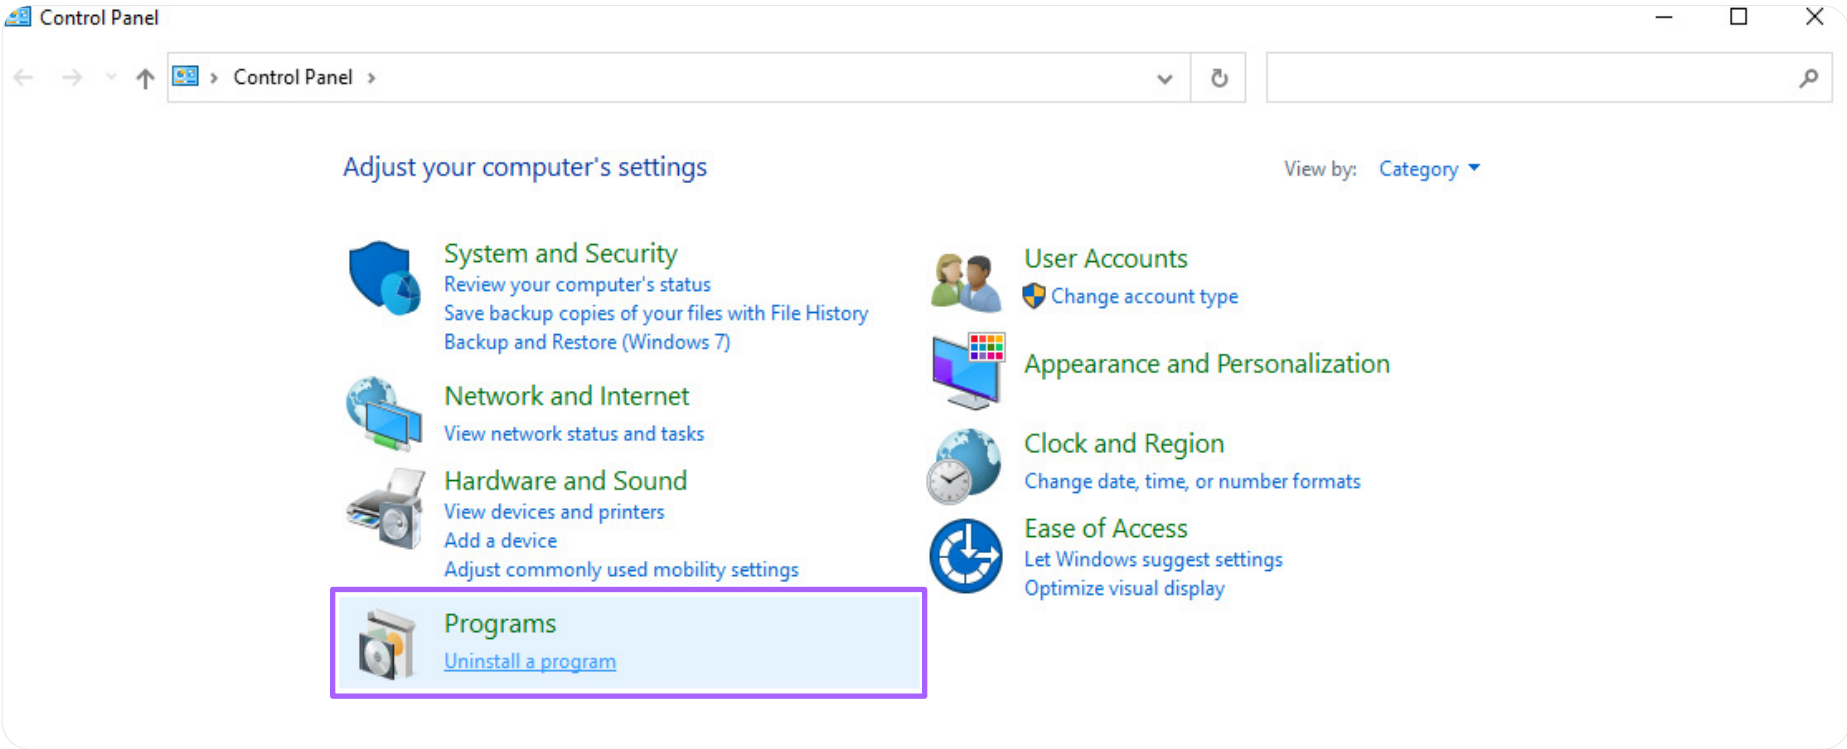 Control Panel
Control Panel
Adjust your computer's settings
View by: Category
System and Security
Review your computer's status
Save backup copies of your files with File History
Backup and Restore (Windows 7)
Network and Internet
View network status and tasks
Hardware and Sound
View devices and printers
Add a device
Adjust commonly used mobility settings
Programs
Uninstall a program
User Accounts
Change account type
Appearance and Personalization
Clock and Region
Change date, time, or number formats
Ease of Access
Let Windows suggest settings
Optimize visual display